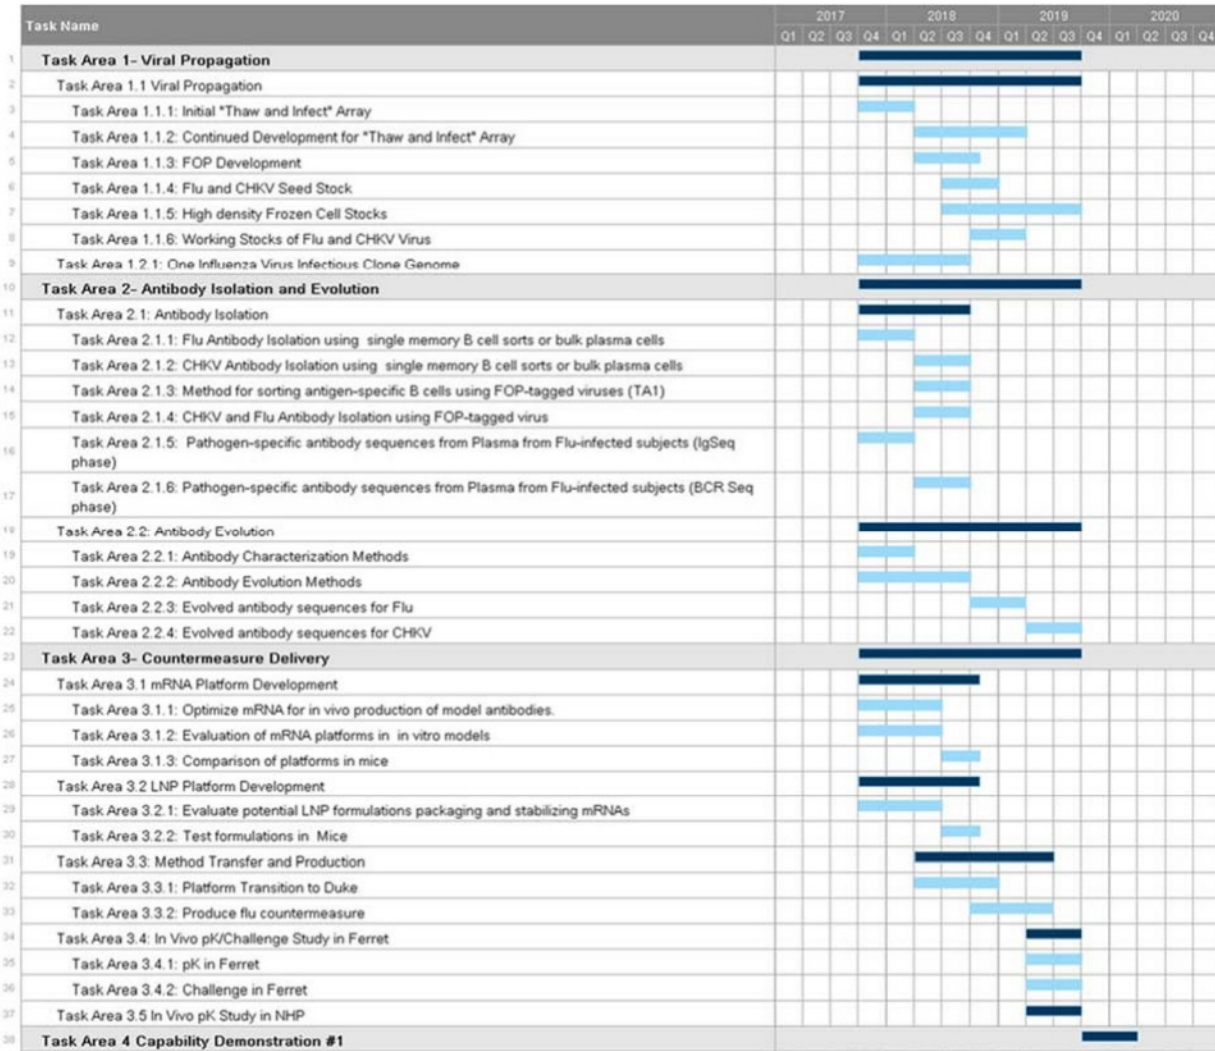 Task Name
2017 2018 2019 2020
Q1 Q2 Q3 Q4 Q1 Q2 Q3 Q4 Q1 Q2 Q3 Q4 Q1 Q2 Q3 Q4
1 Task Area 1- Viral Propagation
2 Task Area 1.1 Viral Propagation
3 Task Area 1.1.1: Initial "Thaw and Infect" Array
4 Task Area 1.1.2: Continued Development for "Thaw and Infect" Array
5 Task Area 1.1.3: FOP Development
6 Task Area 1.1.4: Flu and CHKV Seed Stock
7 Task Area 1.1.5: High density Frozen Cell Stocks
8 Task Area 1.1.6: Working Stocks of Flu and CHKV Virus
9 Task Area 1.2.1: One Influenza Virus Infectious Clone Genome
10 Task Area 2- Antibody Isolation and Evolution
11 Task Area 2.1: Antibody Isolation
12 Task Area 2.1.1: Flu Antibody Isolation using single memory B cell sorts or bulk plasma cells
13 Task Area 2.1.2: CHKV Antibody Isolation using single memory B cell sorts or bulk plasma cells
14 Task Area 2.1.3: Method for sorting antigen-specific B cells using FOP-tagged viruses (TA1)
15 Task Area 2.1.4: CHKV and Flu Antibody Isolation using FOP-tagged virus
16 Task Area 2.1.5: Pathogen-specific antibody sequences from Plasma from Flu-infected subjects (IgSeq
phase)
17 Task Area 2.1.6: Pathogen-specific antibody sequences from Plasma from Flu-infected subjects (BCR Seq
phase)
18 Task Area 2.2: Antibody Evolution
19 Task Area 2.2.1: Antibody Characterization Methods
20 Task Area 2.2.2: Antibody Evolution Methods
21 Task Area 2.2.3: Evolved antibody sequences for Flu
22 Task Area 2.2.4: Evolved antibody sequences for CHKV
23 Task Area 3- Countermeasure Delivery
24 Task Area 3.1 mRNA Platform Development
25 Task Area 3.1.1: Optimize mRNA for in vivo production of model antibodies.
26 Task Area 3.1.2: Evaluation of mRNA platforms in in vitro models
27 Task Area 3.1.3: Comparison of platforms in mice
28 Task Area 3.2 LNP Platform Development
29 Task Area 3.2.1: Evaluate potential LNP formulations packaging and stabilizing mRNAs
30 Task Area 3.2.2: Test formulations in Mice
31 Task Area 3.3: Method Transfer and Production
32 Task Area 3.3.1: Platform Transition to Duke
33 Task Area 3.3.2: Produce flu countermeasure
34 Task Area 3.4: In Vivo pK/Challenge Study in Ferret
35 Task Area 3.4.1: pK in Ferret
36 Task Area 3.4.2: Challenge in Ferret
37 Task Area 3.5 In Vivo pK Study in NHP
38 Task Area 4 Capability Demonstration #1